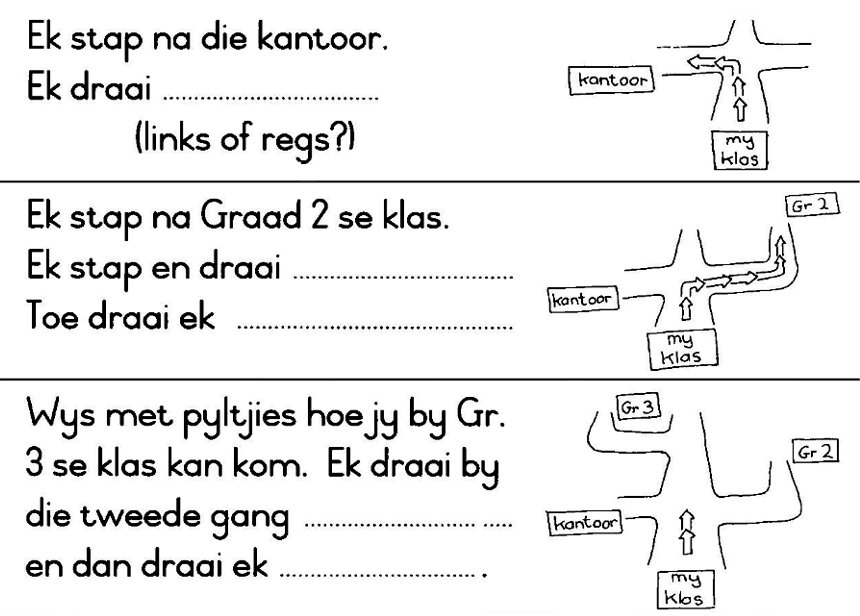 Ek stap na die kantoor.
Ek draai ..................................
(links of regs?)
kantoor
my
klas
Ek stap na Graad 2 se klas.
Ek stap en draai ..................................
Toe draai ek ..................................
Gr 2
kantoor
my
klas
Wys met pyltjies hoe jy by Gr.
3 se klas kan kom. Ek draai by
die tweede gang ..................................
en dan draai ek .............................. .
Gr 3
Gr 2
kantoor
my
klas